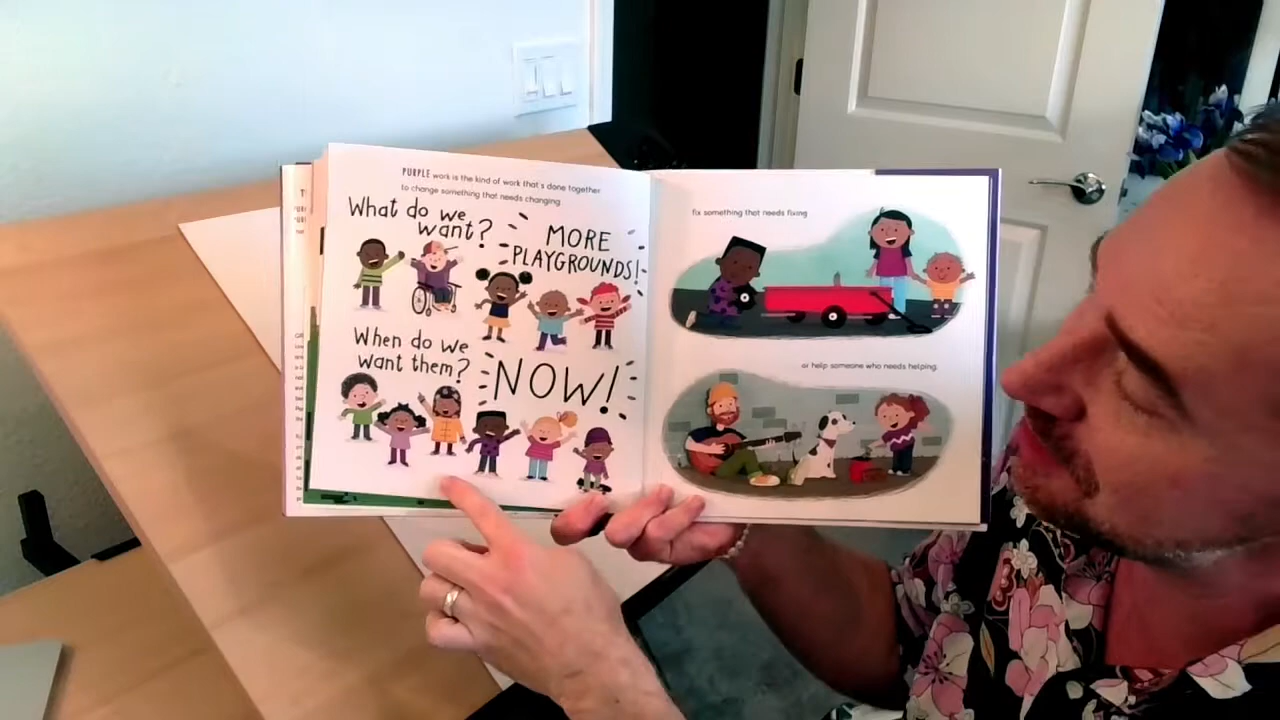 PURPLE work is the kind of work that's done together
to change something that needs changing
What do we
want?
MORE
PLAYGROUNDS!
When do we
want them?
NOW!
fix something that needs fixing
or help someone who needs helping.